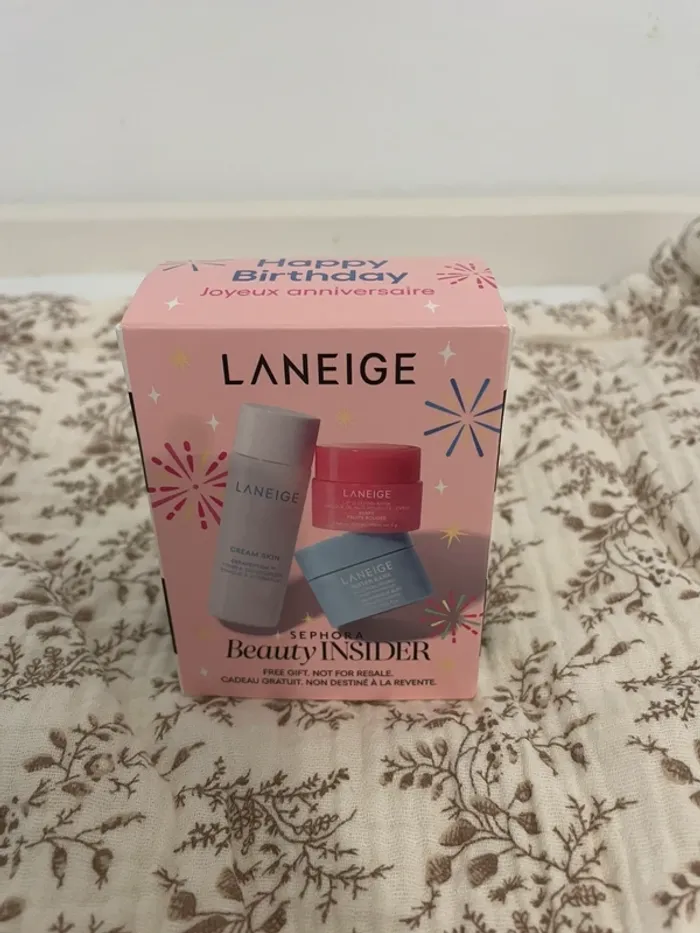 Happy
Birthday
Joyeux anniversaire
LANEIGE
LANEIGE
CREAM SKIN
LANEIGE
LANEIGE
SEPHORA
Beauty INSIDER
FREE GIFT. NOT FOR RESALE.
CADEAU GRATUIT. NON DESTINÉ À LA REVENTE.